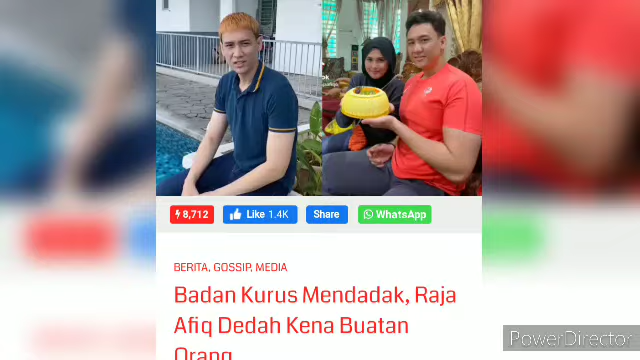 8,712 Like 1.4K Share WhatsApp
BERITA, GOSSIP, MEDIA
Badan Kurus Mendadak, Raja
Afiq Dedah Kena Buatan
Orang
PowerDirector